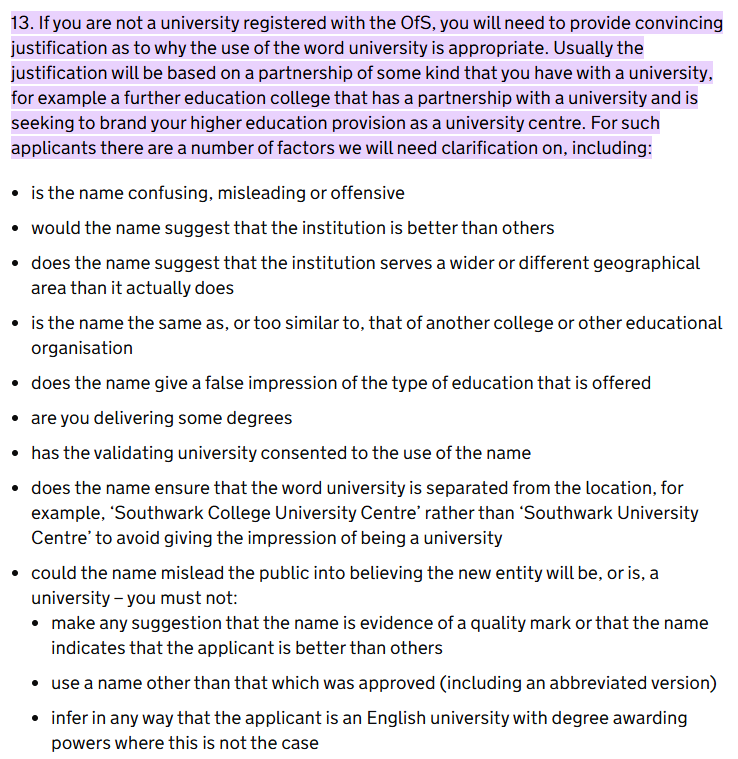 13. If you are not a university registered with the OfS, you will need to provide convincing
justification as to why the use of the word university is appropriate. Usually the
justification will be based on a partnership of some kind that you have with a university,
for example a further education college that has a partnership with a university and is
seeking to brand your higher education provision as a university centre. For such
applicants there are a number of factors we will need clarification on, including:
• is the name confusing, misleading or offensive
• would the name suggest that the institution is better than others
• does the name suggest that the institution serves a wider or different geographical
area than it actually does
• is the name the same as, or too similar to, that of another college or other educational
organisation
• does the name give a false impression of the type of education that is offered
• are you delivering some degrees
• has the validating university consented to the use of the name
• does the name ensure that the word university is separated from the location, for
example, ‘Southwark College University Centre’ rather than ‘Southwark University
Centre’ to avoid giving the impression of being a university
• could the name mislead the public into believing the new entity will be, or is, a
university – you must not:
• make any suggestion that the name is evidence of a quality mark or that the name
indicates that the applicant is better than others
• use a name other than that which was approved (including an abbreviated version)
• infer in any way that the applicant is an English university with degree awarding
powers where this is not the case